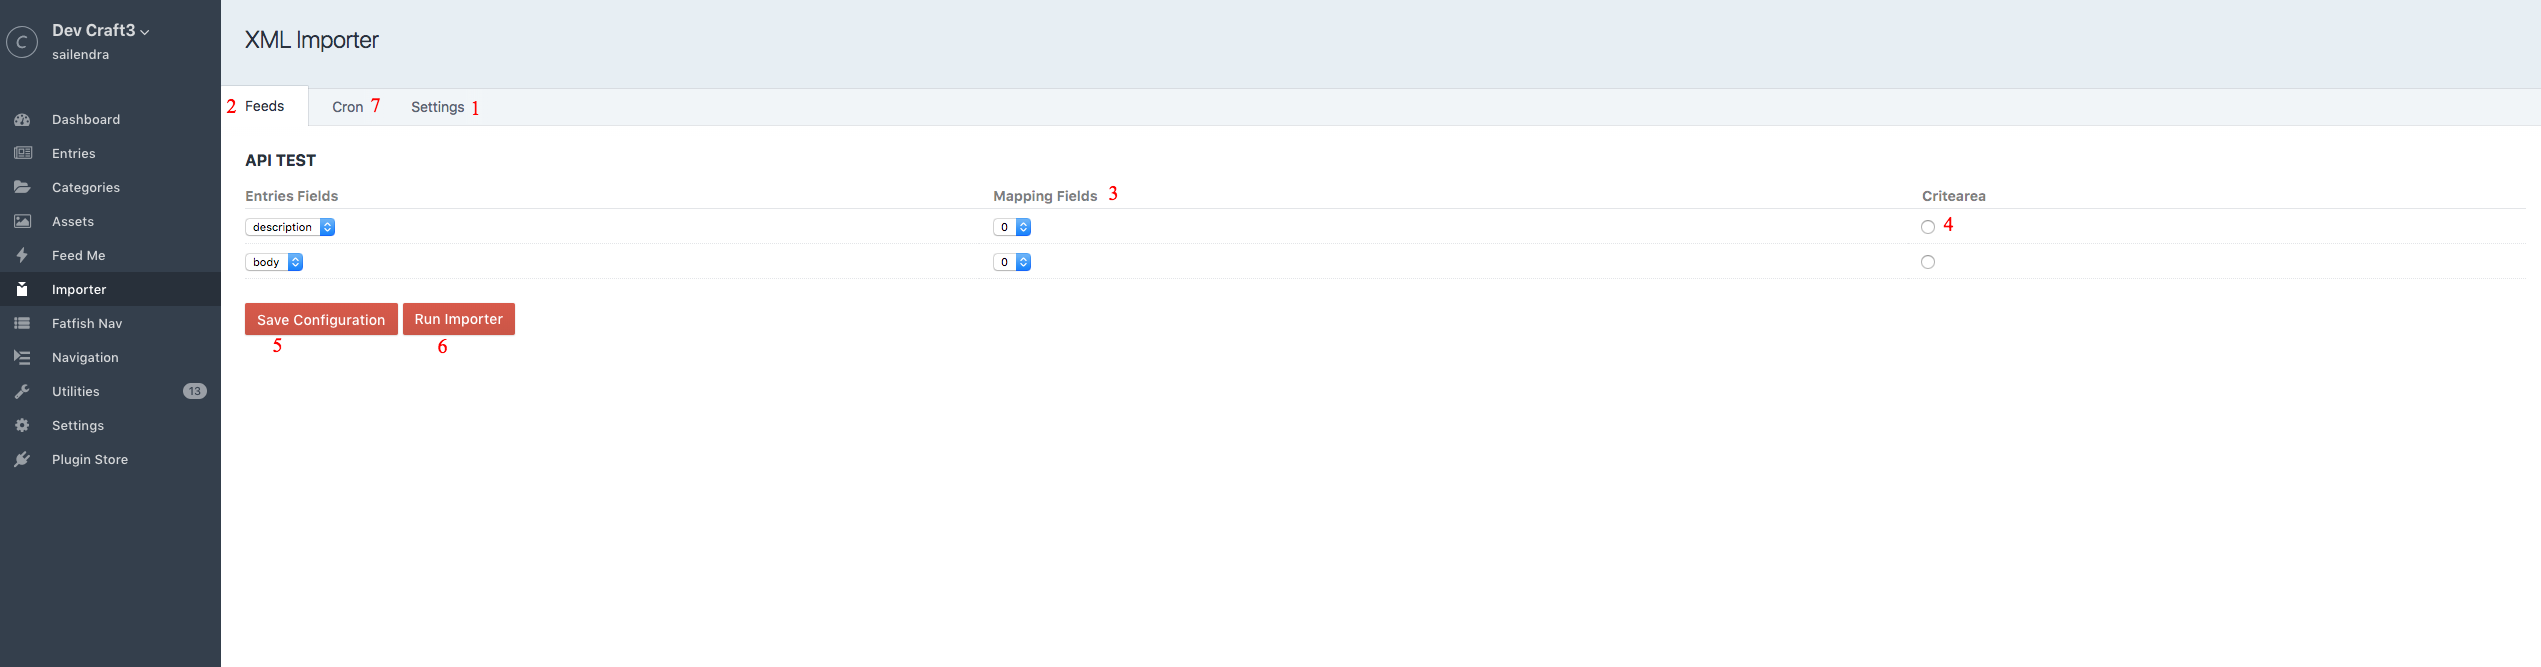 C
Dev Craft3
sailendra
Dashboard
Entries
Categories
Assets
Feed Me
Importer
Fatfish Nav
Navigation
Utilities 13
Settings
Plugin Store
XML Importer
2 Feeds Cron 7 Settings 1
API TEST
Entries Fields Mapping Fields 3 Critearea
description 0 4
body 0
Save Configuration Run Importer
5 6